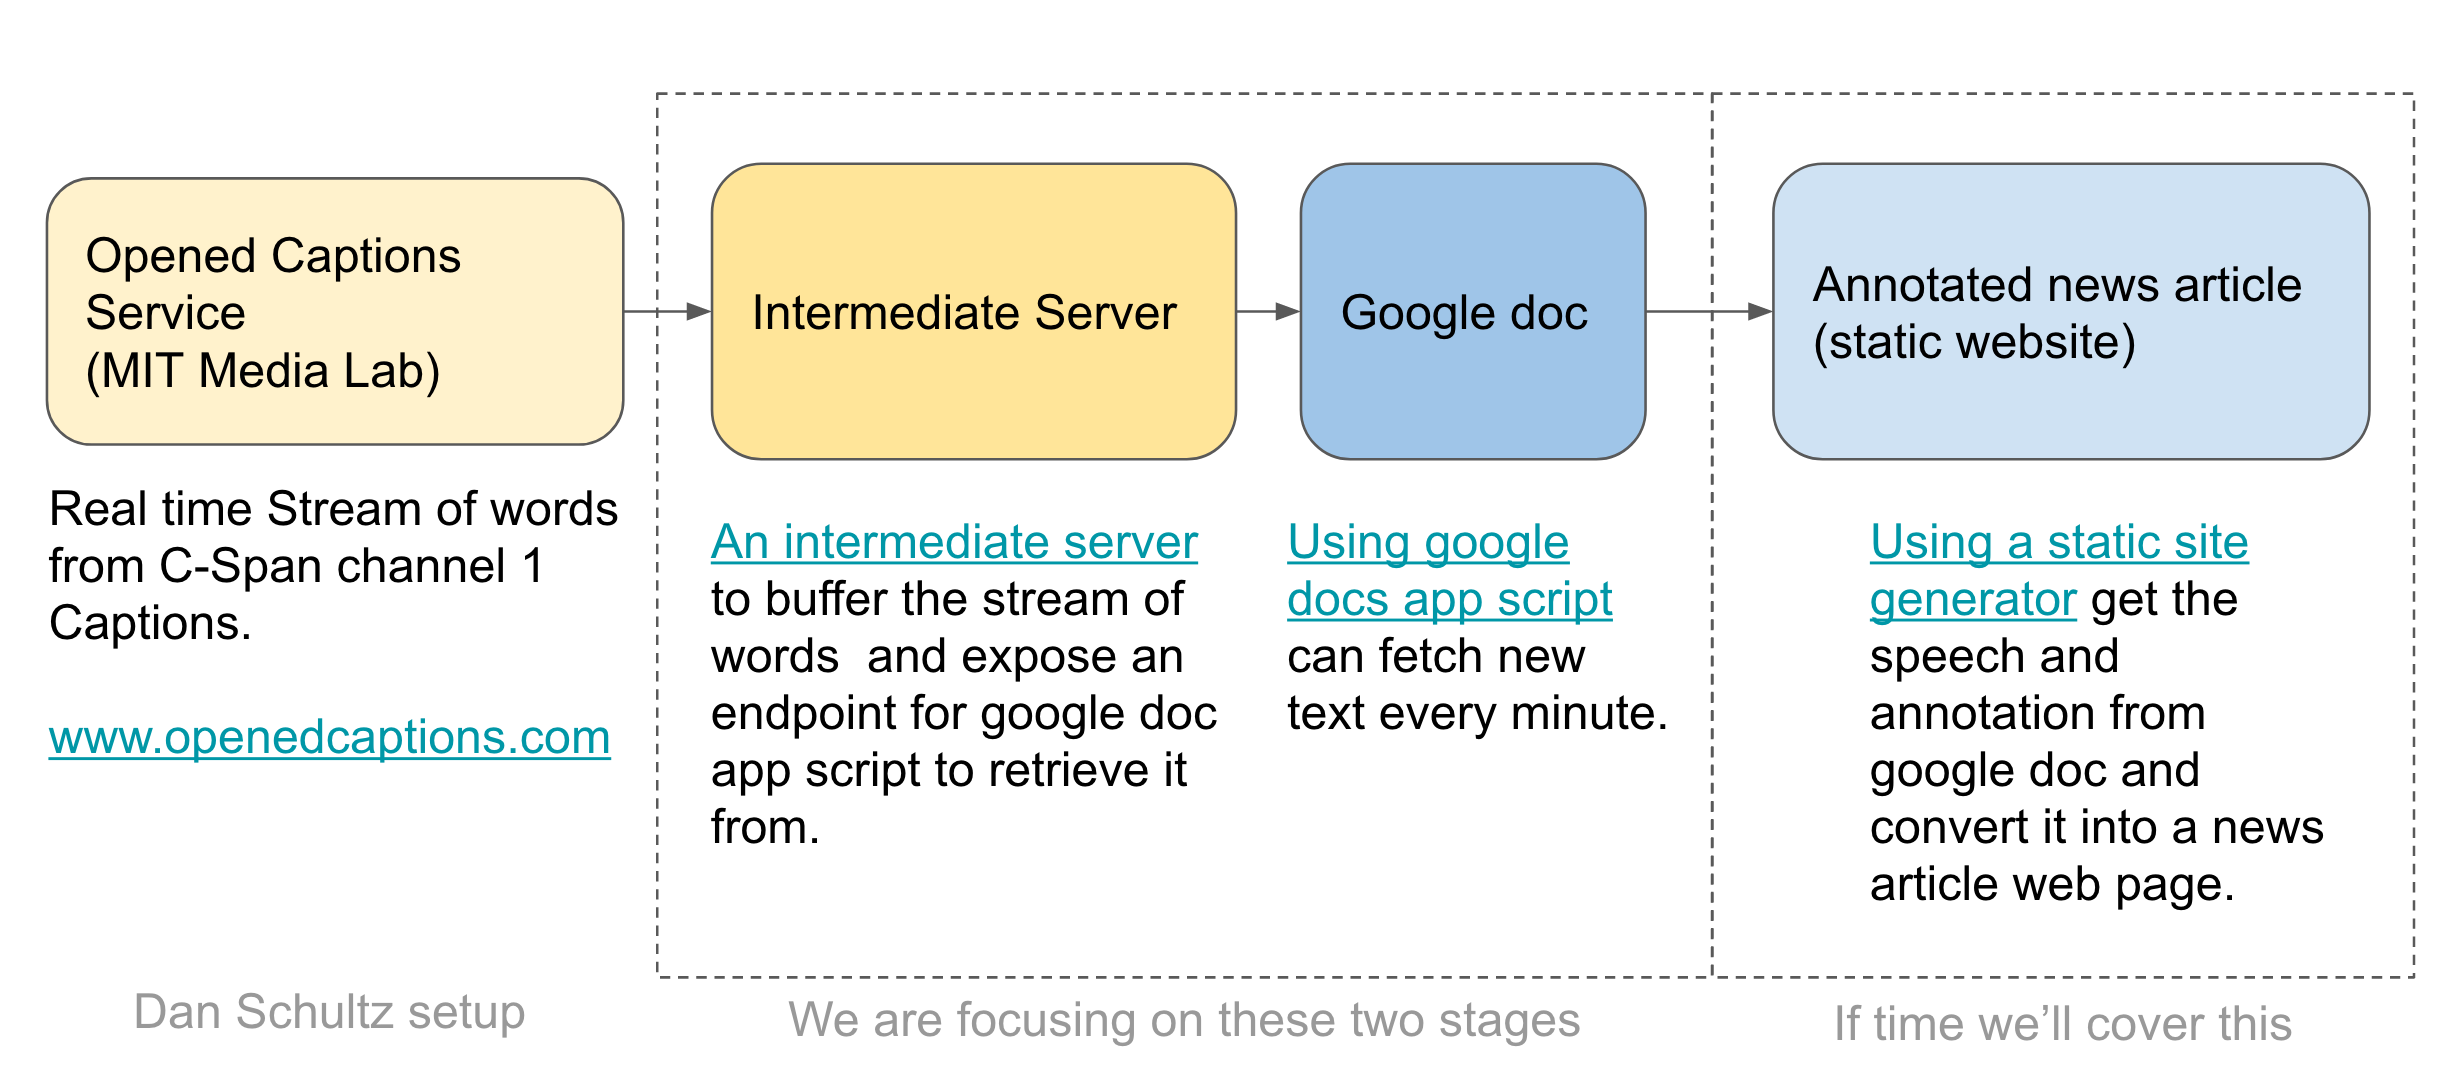 Opened Captions
Service
(MIT Media Lab)
Intermediate Server
Google doc
Annotated news article
(static website)
Real time Stream of words
from C-Span channel 1
Captions.
www.openedcaptions.com
An intermediate server
to buffer the stream of
words  and expose an
endpoint for google doc
app script to retrieve it
from.
Using google
docs app script
can fetch new
text every minute.
Using a static site
generator get the
speech and
annotation from
google doc and
convert it into a news
article web page.
Dan Schultz setup
We are focusing on these two stages
If time we’ll cover this